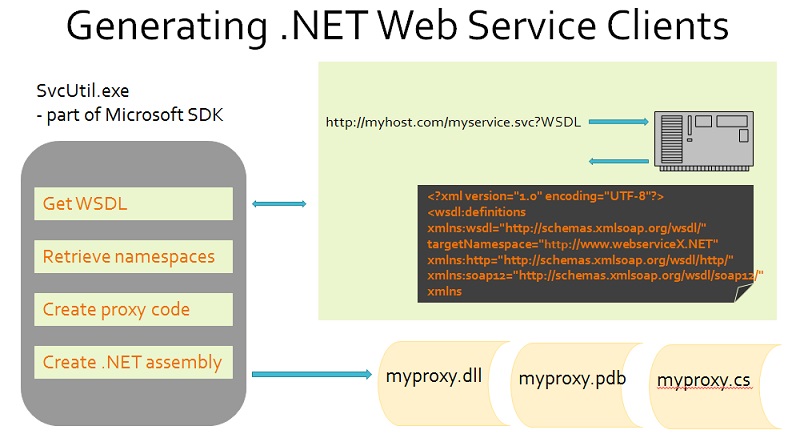 Generating .NET Web Service Clients
SvcUtil.exe
- part of Microsoft SDK
Get WSDL
Retrieve namespaces
Create proxy code
Create .NET assembly
http://myhost.com/myservice.svc?WSDL
<?xml version="1.0" encoding="UTF-8"?>
<wsdl:definitions
xmlns:wsdl="http://schemas.xmlsoap.org/wsdl/"
targetNamespace="http://www.webserviceX.NET"
xmlns:http="http://schemas.xmlsoap.org/wsdl/http/"
xmlns:soap12="http://schemas.xmlsoap.org/wsdl/soap12/"
xmlns
myproxy.dll
myproxy.pdb
myproxy.cs